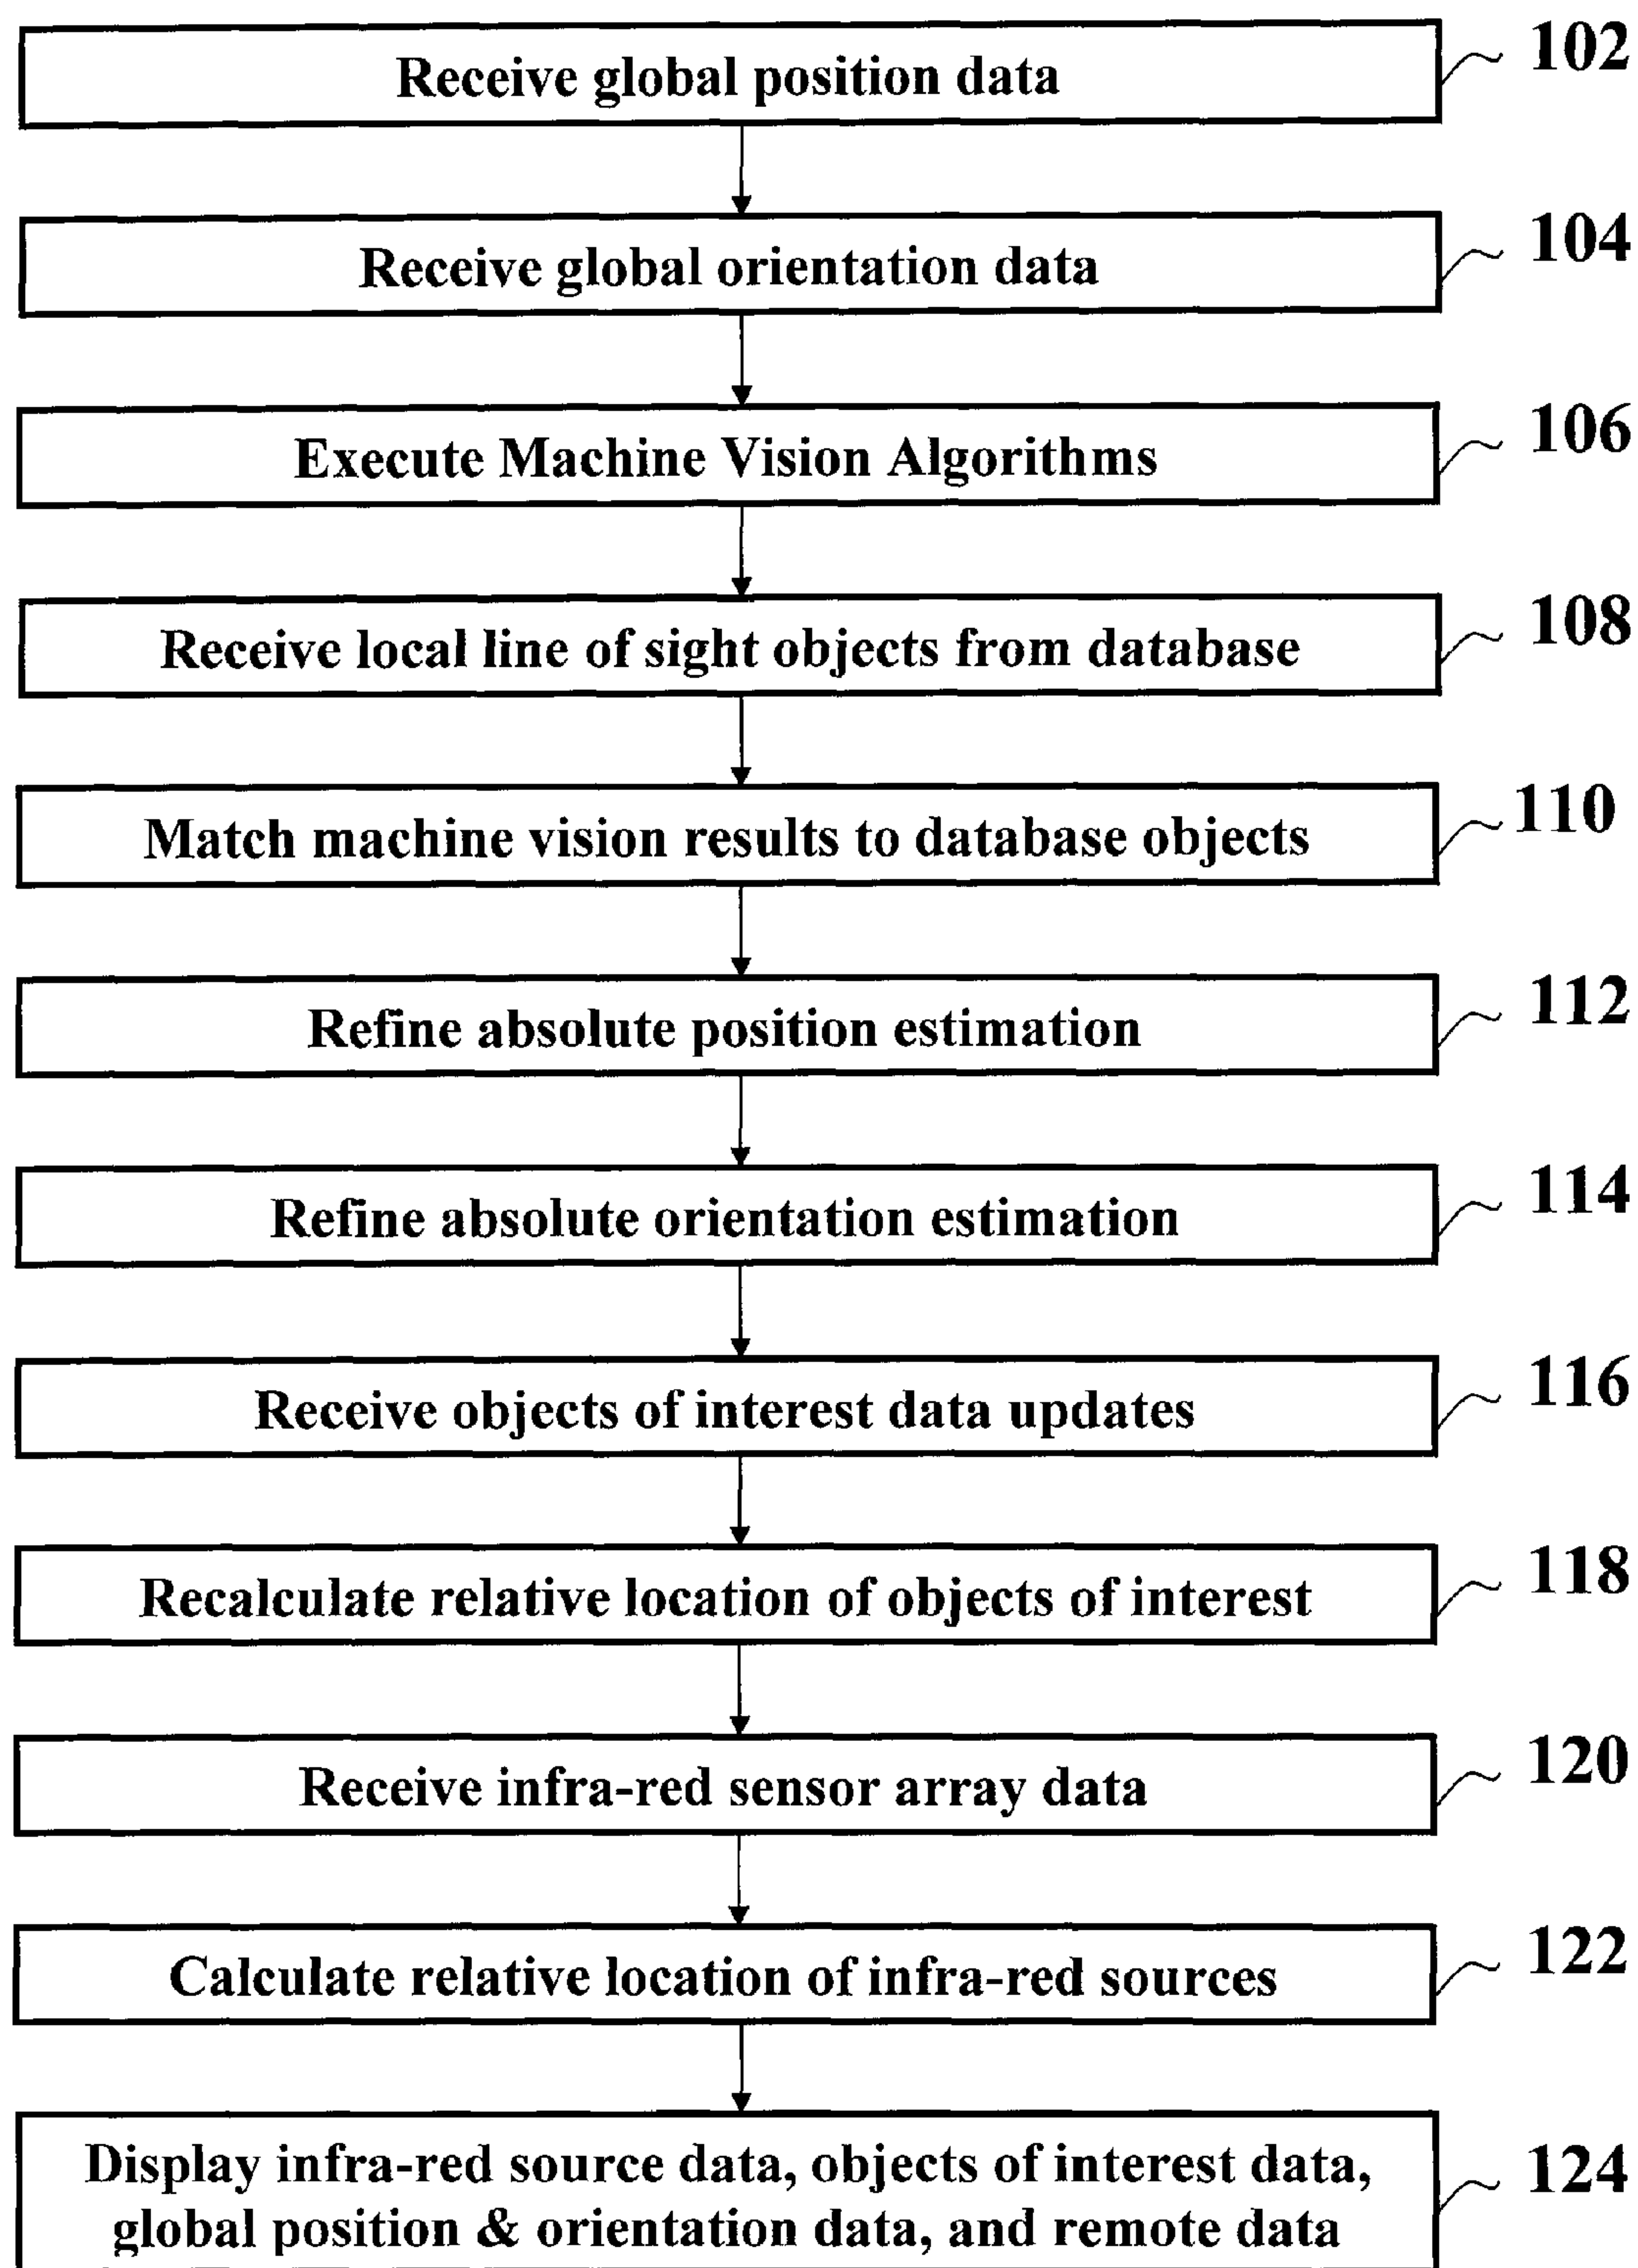 Receive global position data 102
Receive global orientation data 104
Execute Machine Vision Algorithms 106
Receive local line of sight objects from database 108
Match machine vision results to database objects 110
Refine absolute position estimation 112
Refine absolute orientation estimation 114
Receive objects of interest data updates 116
Recalculate relative location of objects of interest 118
Receive infra-red sensor array data 120
Calculate relative location of infra-red sources 122
Display infra-red source data, objects of interest data, 124
global position & orientation data, and remote data